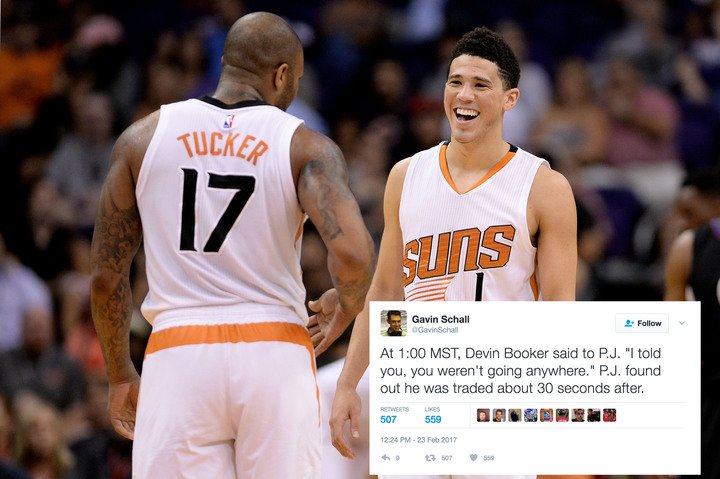 TUCKER
17
SUNS
1
Gavin Schall
@GavinSchall
Follow
At 1:00 MST, Devin Booker said to P.J. "I told
you, you weren't going anywhere." P.J. found
out he was traded about 30 seconds after.
RETWEETS LIKES
507 559
12:24 PM - 23 Feb 2017
9 507 559